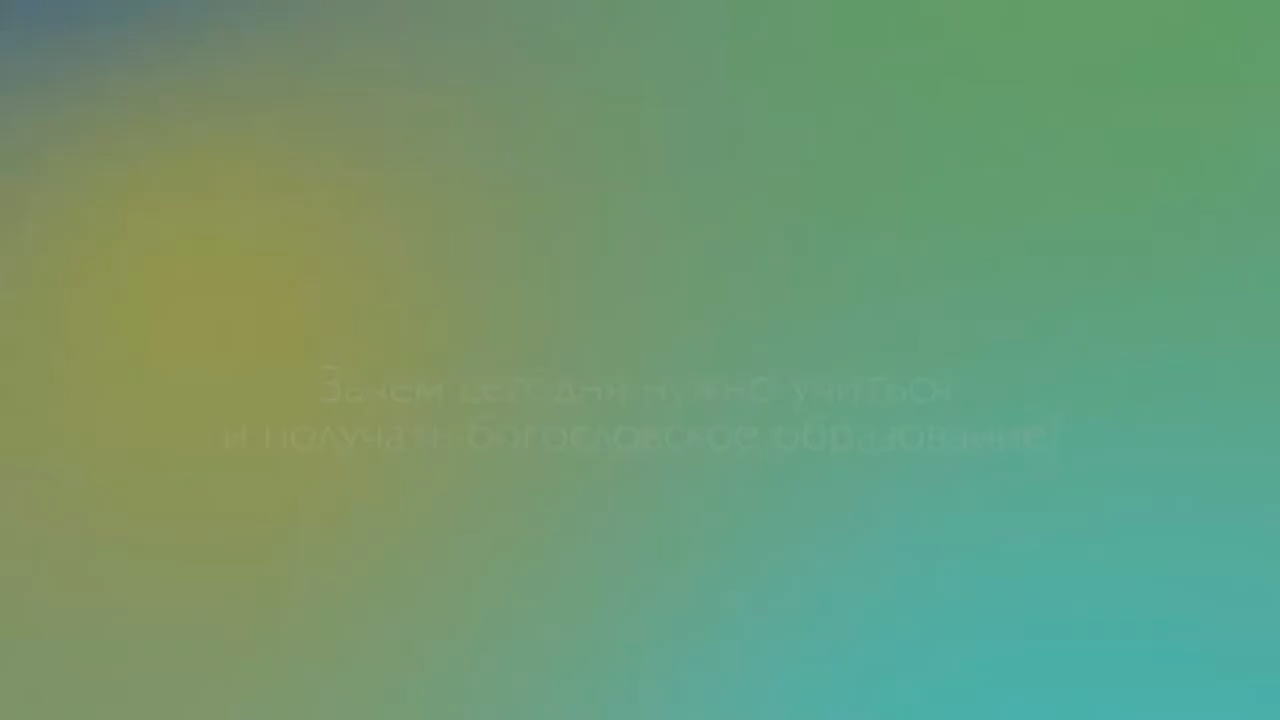 Зачем сегодня нужно учиться
и получать богословское образование?